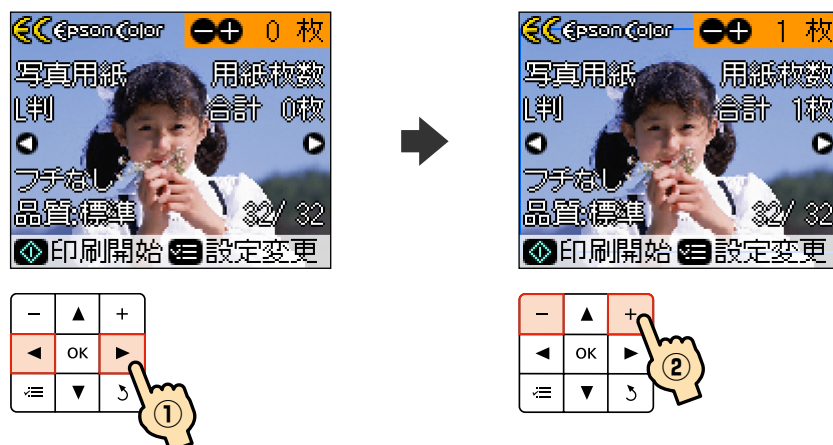 Epson Color 0 枚
写真用紙 用紙枚数
L判 合計 0枚
フチなし
品質:標準 32/ 32
印刷開始 設定変更
− ▲ +
◀ OK ▶
▼
①
Epson Color 1 枚
写真用紙 用紙枚数
L判 合計 1枚
フチなし
品質:標準 32/ 32
印刷開始 設定変更
− ▲ +
◀ OK ▶
▼
②